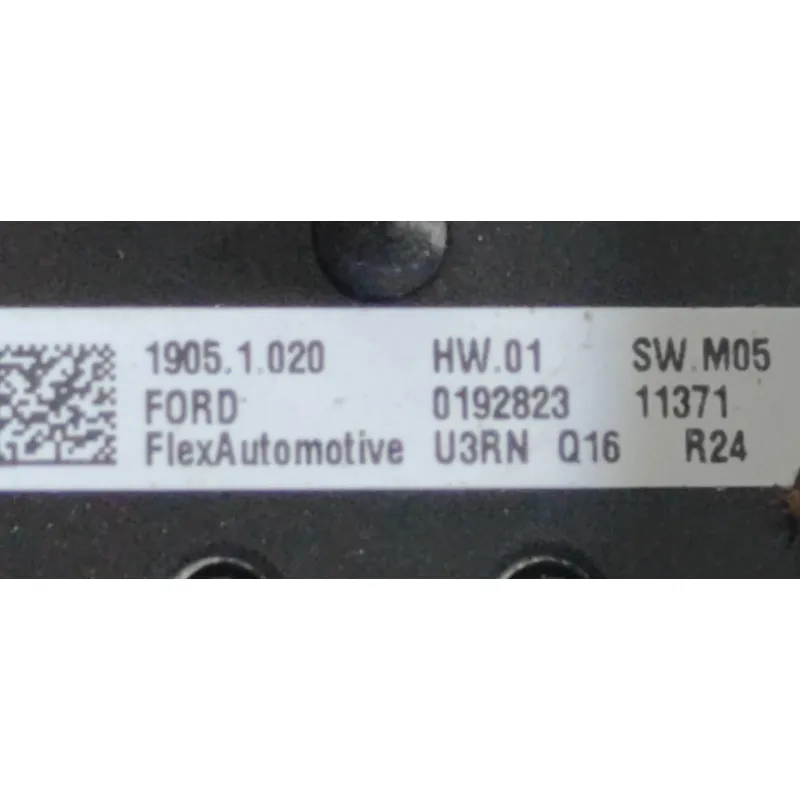 1905.1.020 HW.01 SW.M05
FORD 0192823 11371
FlexAutomotive U3RN Q16 R24